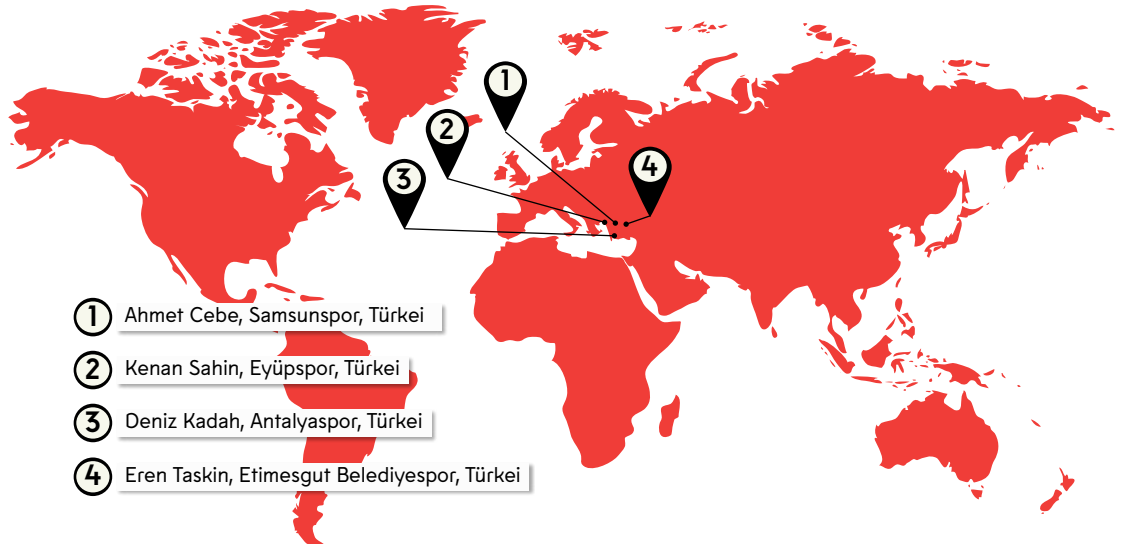 1
2
3
4
1 Ahmet Cebe, Samsunspor, Türkei
2 Kenan Sahin, Eyüpspor, Türkei
3 Deniz Kadah, Antalyaspor, Türkei
4 Eren Taskin, Etimesgut Belediyespor, Türkei